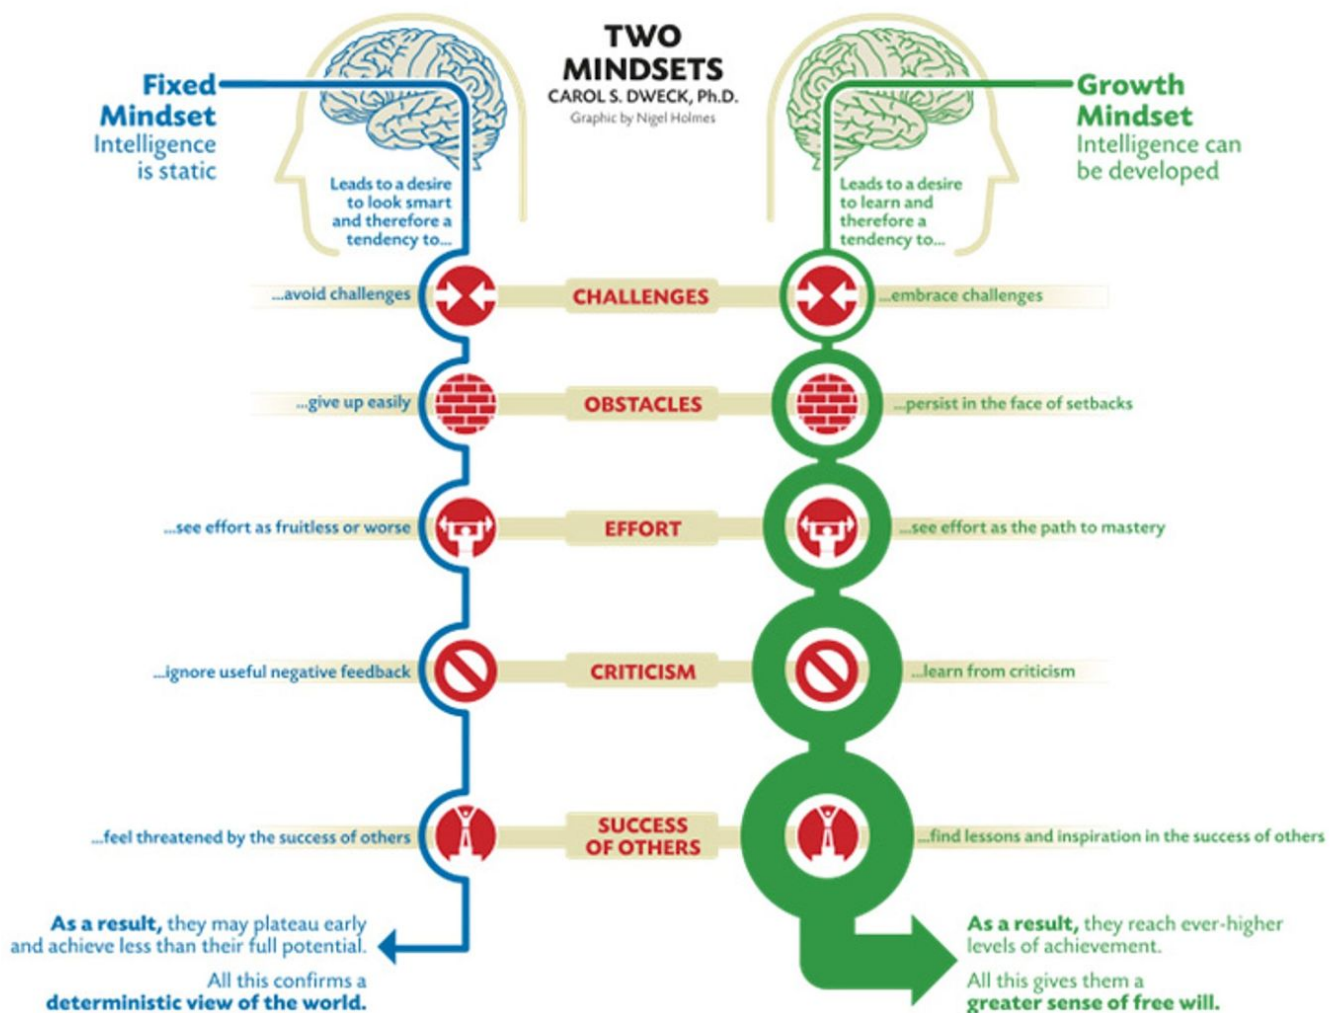 TWO
MINDSETS
CAROL S. DWECK, Ph.D.
Graphic by Nigel Holmes
Fixed
Mindset
Intelligence
is static
Growth
Mindset
Intelligence can
be developed
Leads to a desire
to look smart
and therefore a
tendency to...
Leads to a desire
to learn and
therefore a
tendency to...
...avoid challenges
CHALLENGES
...embrace challenges
...give up easily
OBSTACLES
...persist in the face of setbacks
...see effort as fruitless or worse
EFFORT
...see effort as the path to mastery
...ignore useful negative feedback
CRITICISM
...learn from criticism
...feel threatened by the success of others
SUCCESS
OF OTHERS
...find lessons and inspiration in the success of others
As a result, they may plateau early
and achieve less than their full potential.
All this confirms a
deterministic view of the world.
As a result, they reach ever-higher
levels of achievement.
All this gives them a
greater sense of free will.